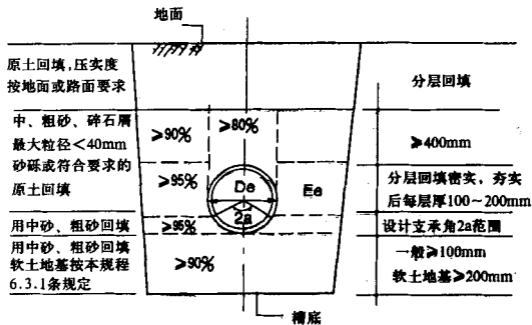 地面
原土回填,压实度
按地面或路面要求
分层回填
中、粗砂、碎石屑
最大粒径<40mm
砂砾或符合要求的
原土回填
≥90%
≥80%
≥400mm
≥95%
De
Ee
2a
分层回填密实,夯实
后每层厚100~200mm
用中砂、粗砂回填
≥95%
设计支承角2a范围
用中砂、粗砂回填
软土地基按本规程
6.3.1条规定
≥90%
一般≥100mm
软土地基≥200mm
槽底